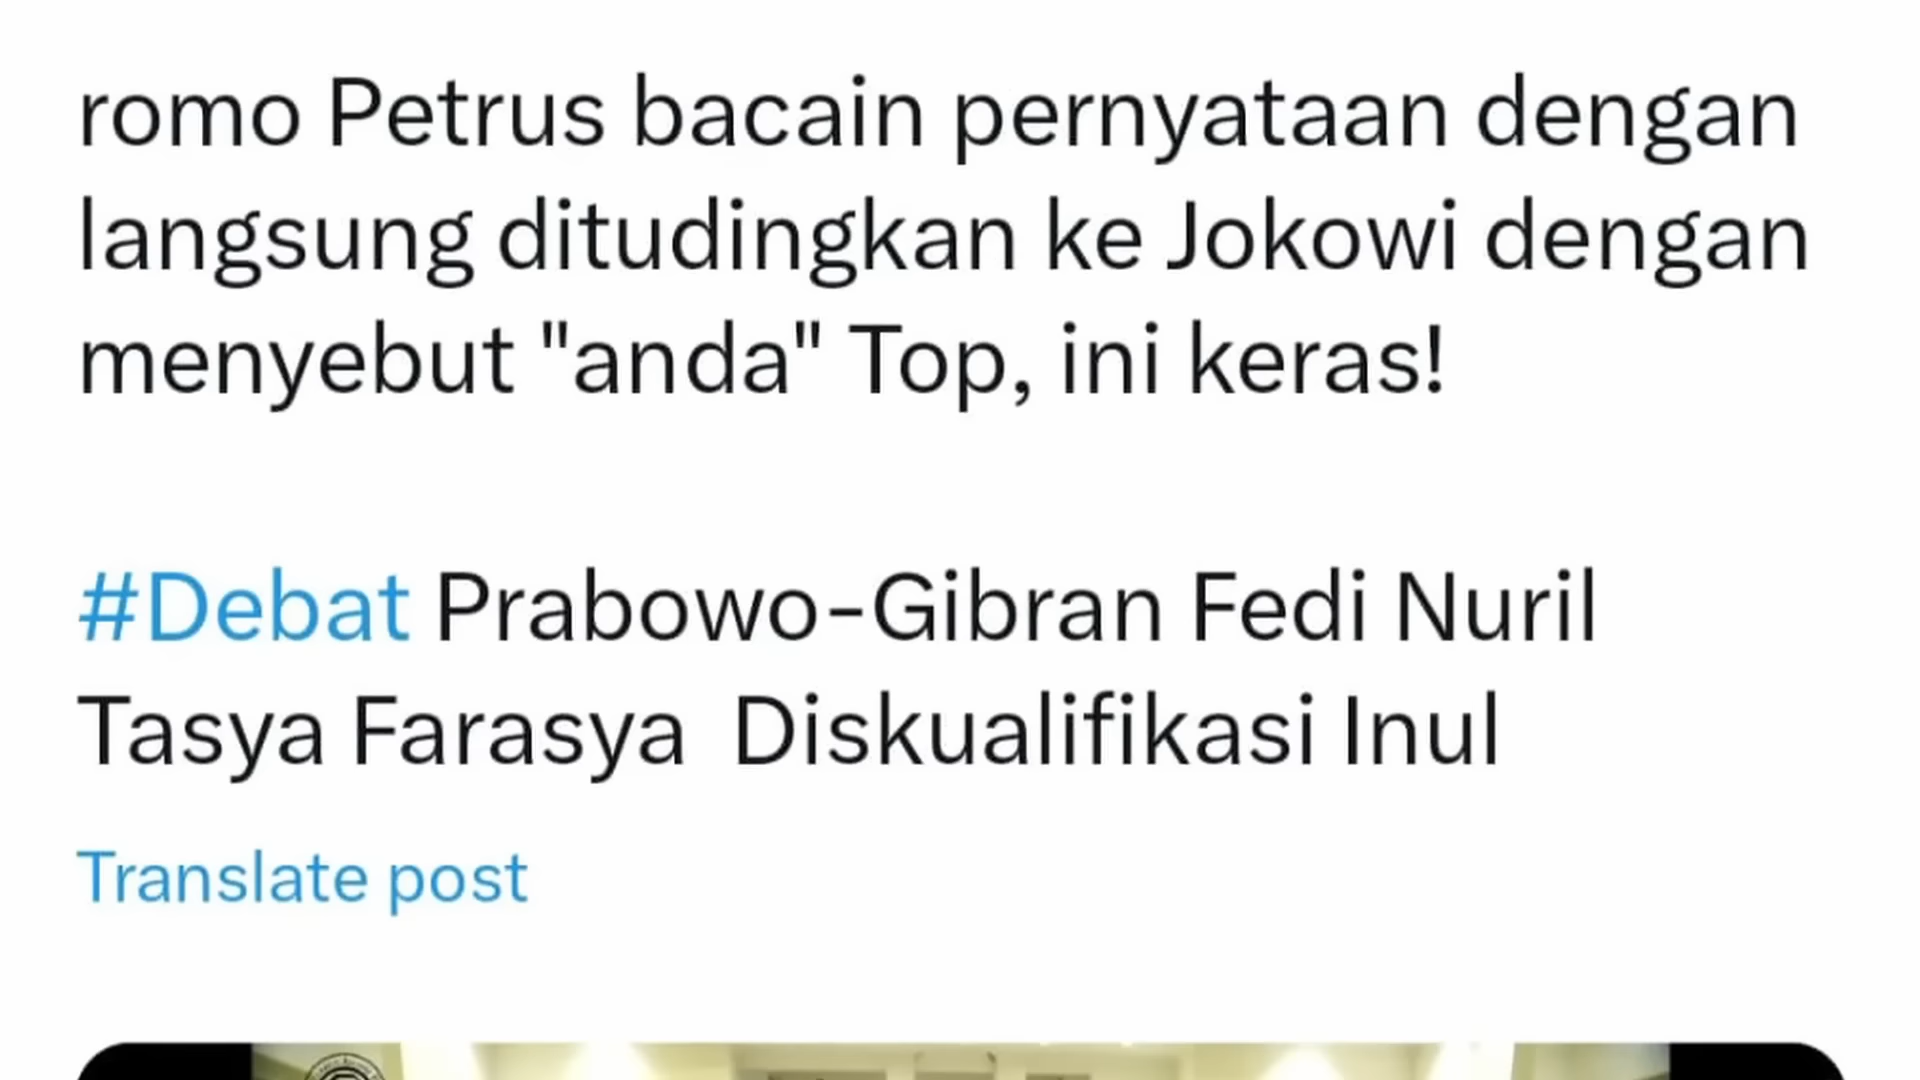 romo Petrus bacain pernyataan dengan
langsung ditudingkan ke Jokowi dengan
menyebut "anda" Top, ini keras!
#Debat Prabowo-Gibran Fedi Nuril
Tasya Farasya  Diskualifikasi Inul
Translate post